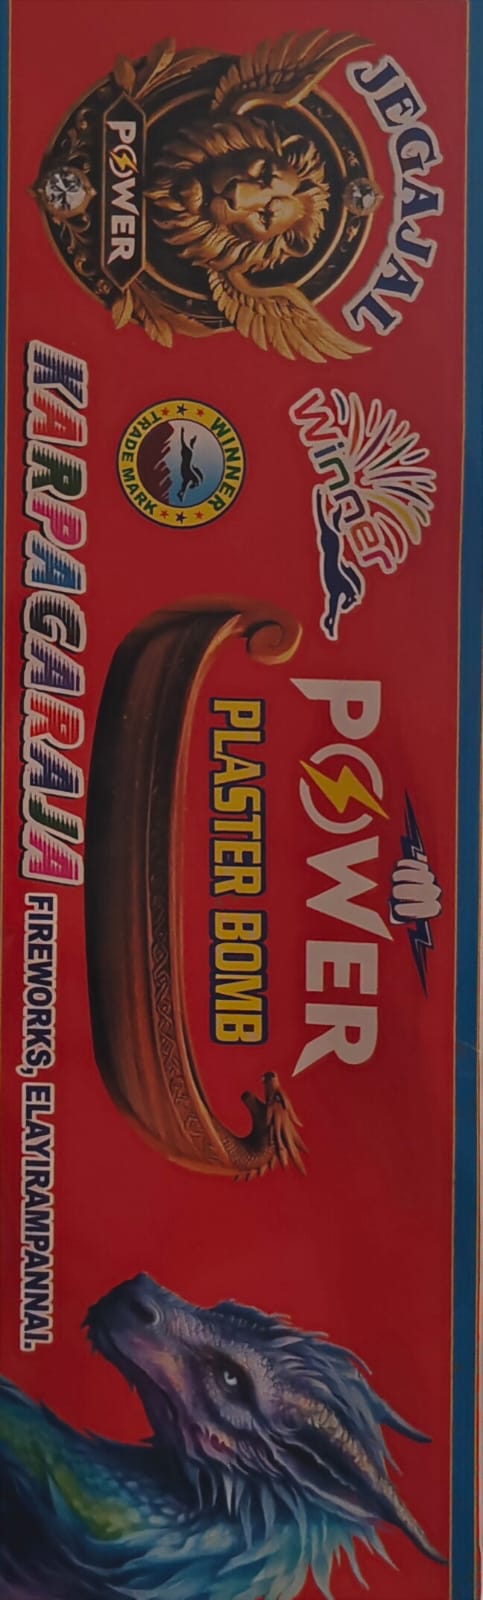 JEGAJAL
POWER
Winner
WINNER
TRADE MARK
POWER
PLASTER BOMB
KARPAGARAJA FIREWORKS, ELAYIRAMPANNAI.